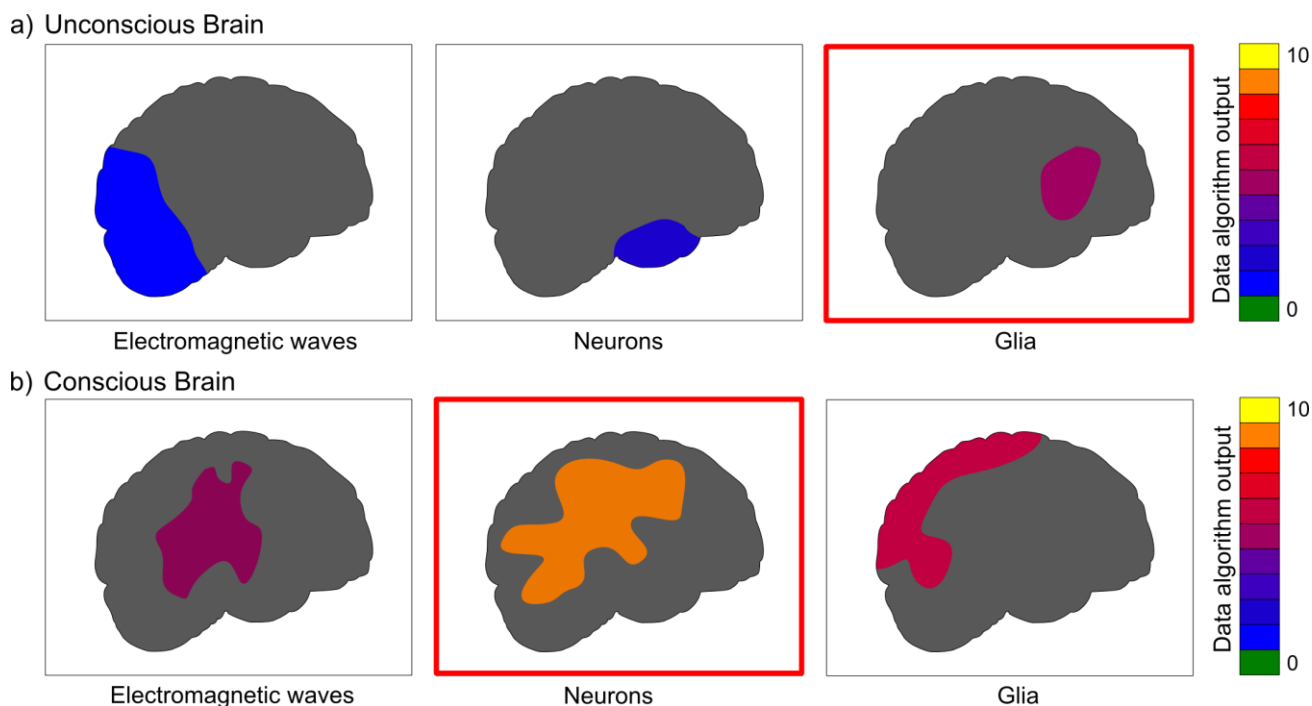 a) Unconscious Brain
Electromagnetic waves
Neurons
Glia
10
Data algorithm output
0
b) Conscious Brain
Electromagnetic waves
Neurons
Glia
10
Data algorithm output
0